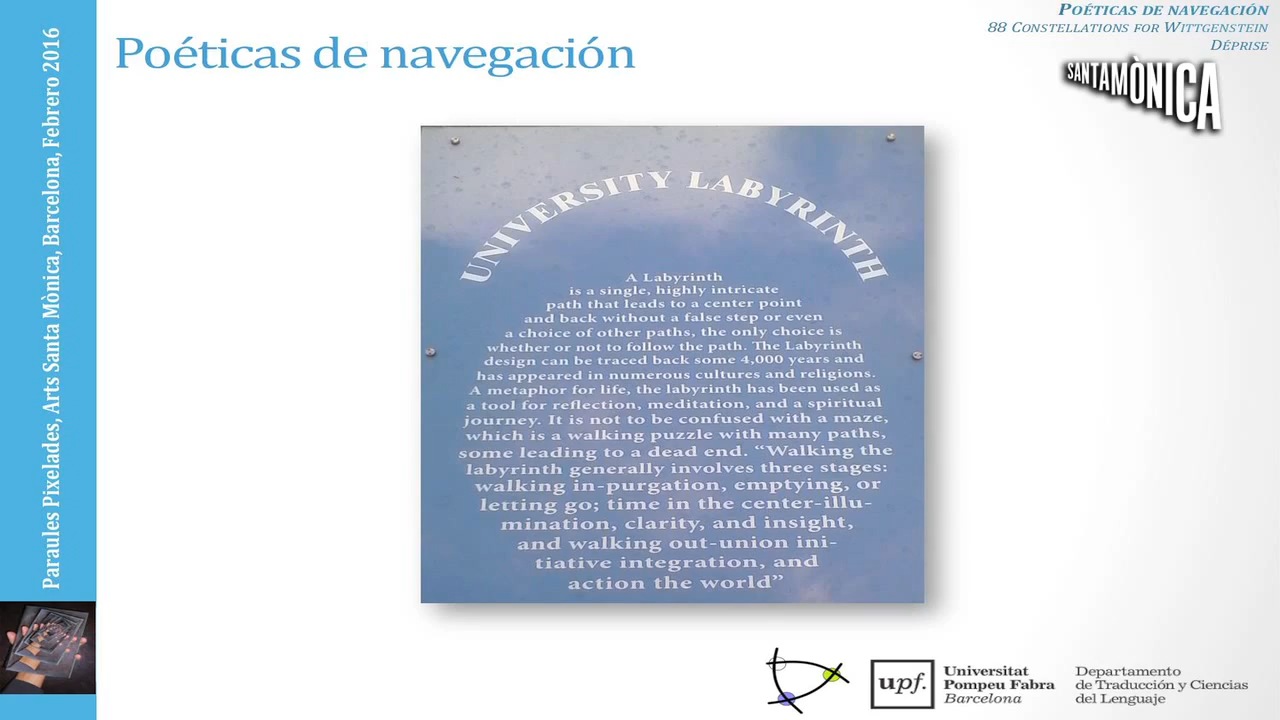 POÉTICAS DE NAVEGACIÓN
88 CONSTELLATIONS FOR WITTGENSTEIN
DÉPRISE
Poéticas de navegación
SANTAMÒNICA
Paraules Pixelades, Arts Santa Mònica, Barcelona, Febrero 2016
UNIVERSITY LABYRINTH
A Labyrinth
is a single, highly intricate
path that leads to a center point
and back without a false step or even
a choice of other paths, the only choice is
whether or not to follow the path. The Labyrinth
design can be traced back some 4,000 years and
has appeared in numerous cultures and religions.
A metaphor for life, the labyrinth has been used as
a tool for reflection, meditation, and a spiritual
journey. It is not to be confused with a maze,
which is a walking puzzle with many paths,
some leading to a dead end. “Walking the
labyrinth generally involves three stages:
walking in-purgation, emptying, or
letting go; time in the center-illu-
mination, clarity, and insight,
and walking out-union ini-
tiative integration, and
action the world”
upf.
Universitat
Pompeu Fabra
Barcelona
Departamento
de Traducción y Ciencias
del Lenguaje